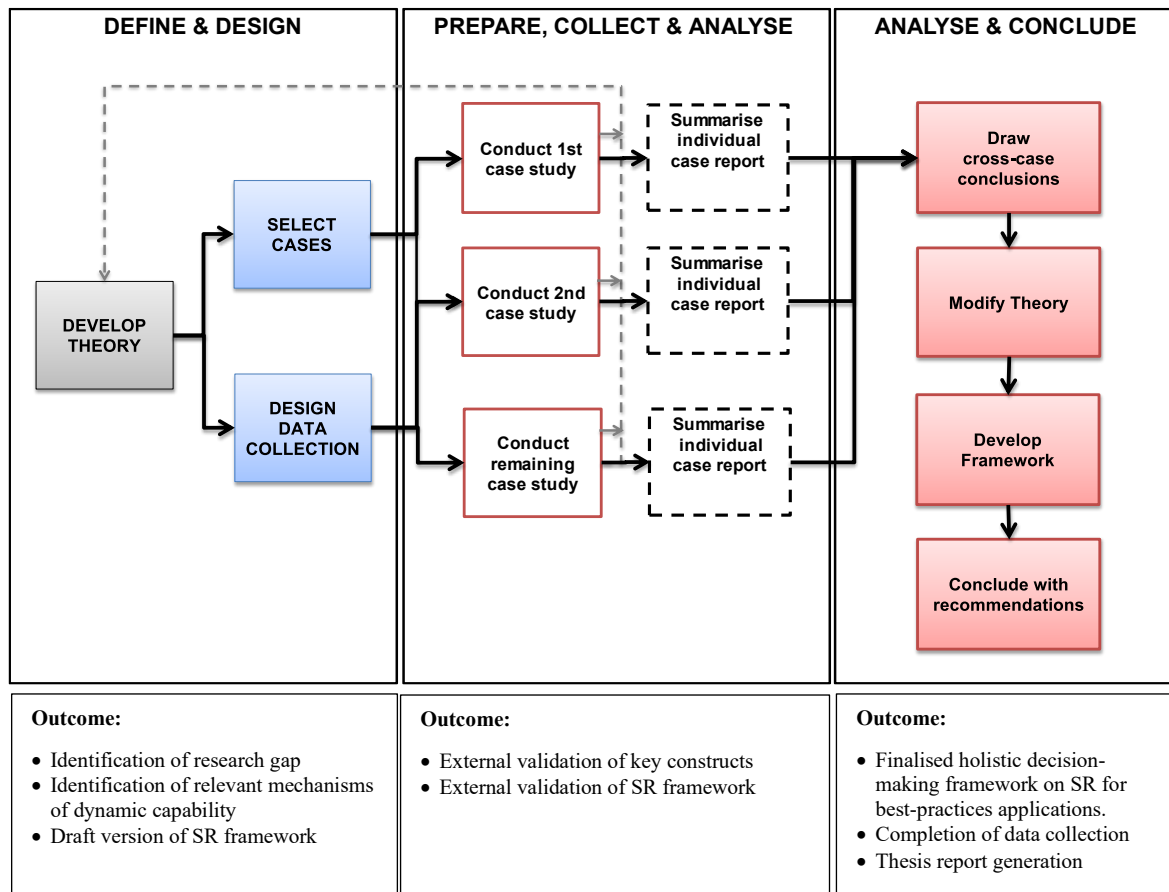 DEFINE & DESIGN
PREPARE, COLLECT & ANALYSE
ANALYSE & CONCLUDE
DEVELOP
THEORY
SELECT
CASES
DESIGN
DATA
COLLECTION
Conduct 1st
case study
Summarise
individual
case report
Conduct 2nd
case study
Summarise
individual
case report
Conduct
remaining
case study
Summarise
individual
case report
Draw
cross-case
conclusions
Modify Theory
Develop
Framework
Conclude with
recommendations
Outcome:
• Identification of research gap
• Identification of relevant mechanisms
of dynamic capability
• Draft version of SR framework
Outcome:
• External validation of key constructs
• External validation of SR framework
Outcome:
• Finalised holistic decision-
making framework on SR for
best-practices applications.
• Completion of data collection
• Thesis report generation